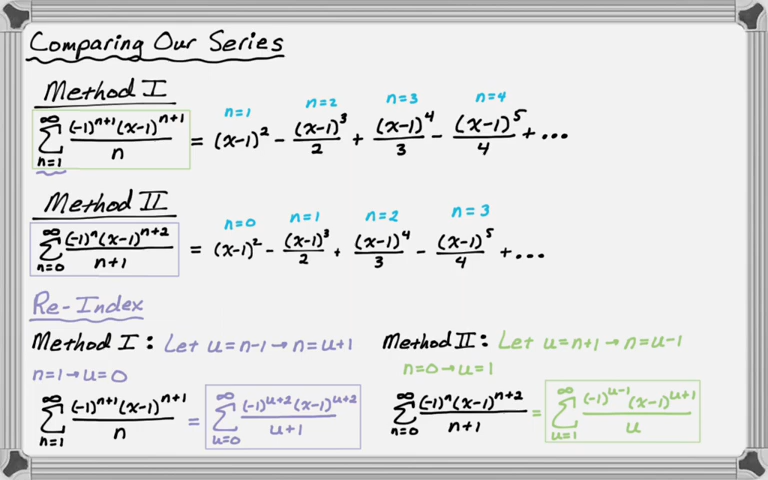 Comparing Our Series
Method I
n=1 n=2 n=3 n=4
∞ Σ n=1 (-1)^{n+1}(x-1)^{n+1} / n = (x-1)^2 - (x-1)^3/2 + (x-1)^4/3 - (x-1)^5/4 + ...
Method II
n=0 n=1 n=2 n=3
∞ Σ n=0 (-1)^n(x-1)^{n+2} / n+1 = (x-1)^2 - (x-1)^3/2 + (x-1)^4/3 - (x-1)^5/4 + ...
Re-Index
Method I: Let u=n-1→n=u+1
n=1→u=0
∞ Σ n=1 (-1)^{n+1}(x-1)^{n+1} / n = ∞ Σ u=0 (-1)^{u+2}(x-1)^{u+2} / u+1
Method II: Let u=n+1→n=u-1
n=0→u=1
∞ Σ n=0 (-1)^n(x-1)^{n+2} / n+1 = ∞ Σ u=1 (-1)^{u-1}(x-1)^{u+1} / u